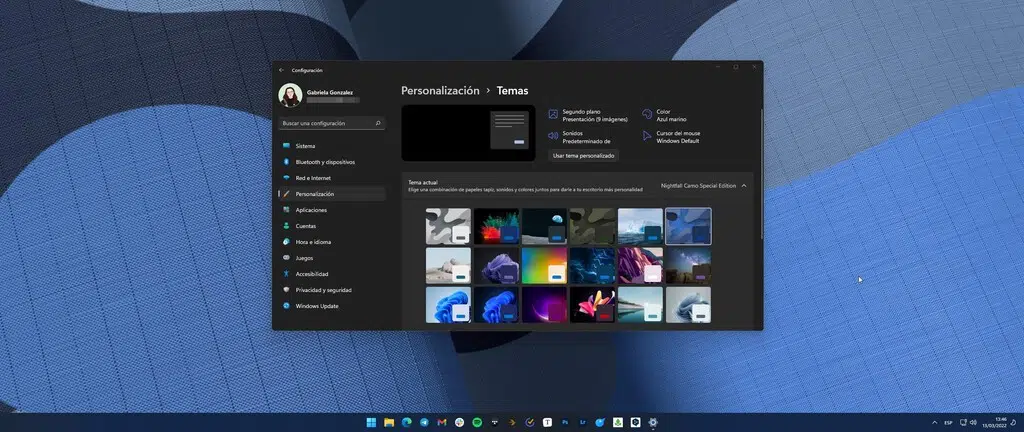 Configuración
Gabriela Gonzalez
Buscar una configuración
Sistema
Bluetooth y dispositivos
Red e Internet
Personalización
Aplicaciones
Cuentas
Hora e idioma
Juegos
Accesibilidad
Privacidad y seguridad
Windows Update
Personalización > Temas
Segundo plano
Presentación (9 imágenes)
Color
Azul marino
Sonidos
Predeterminado de
Cursor del mouse
Windows Default
Usar tema personalizado
Tema actual
Elige una combinación de papeles tapiz, sonidos y colores juntos para darle a tu escritorio más personalidad
Nightfall Camo Special Edition
ESP
13:46
13/03/2022